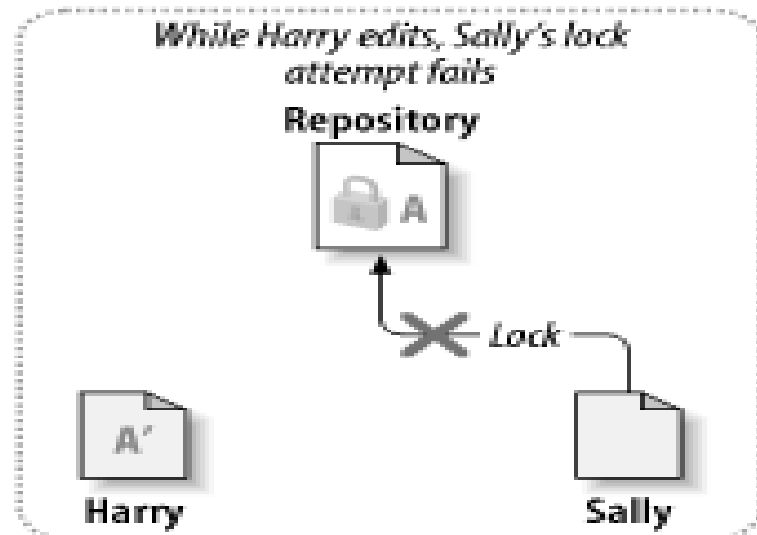 While Harry edits, Sally's lock
attempt fails
Repository
A
Lock
A′
Harry
Sally